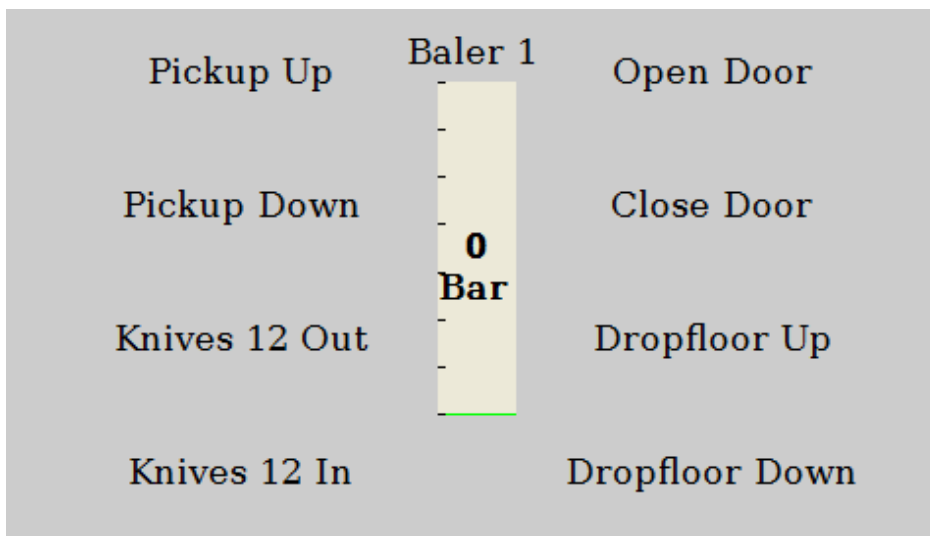 Baler 1
Pickup Up
Open Door
Pickup Down
Close Door
0
Bar
Knives 12 Out
Dropfloor Up
Knives 12 In
Dropfloor Down